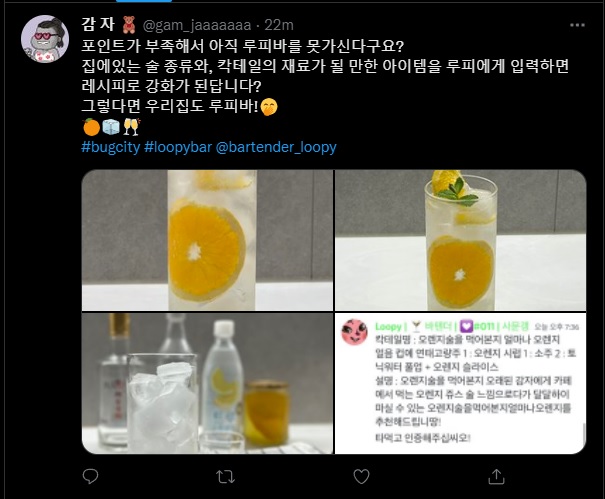 감 자 🧸 @gam_jaaaaaaa · 22m
포인트가 부족해서 아직 루피바를 못가신다구요?
집에있는 술 종류와, 칵테일의 재료가 될 만한 아이템을 루피에게 입력하면
레시피로 강화가 된답니다?
그렇다면 우리집도 루피바!🤭
🍊🧊🥂
#bugcity #loopybar @bartender_loopy
Loopy | 🍸 바텐더 | 💟#011 | 사문경 오늘 오후 7:36
칵테일명 : 오렌지술을 먹어본지 얼마나 오렌지
얼음 컵에 연태고량주 1 : 오렌지 시럽 1 : 소주 2 : 토
닉워터 풀업 + 오렌지 슬라이스
설명 : 오렌지술을 먹어본지 오래된 감자에게 카페
에서 먹는 오렌지 쥬스 술 느낌으로다가 달달하이
마실 수 있는 오렌지술을먹어본지얼마나오렌지를
추천해드립니땅!
타먹고 인증해주십씨오!